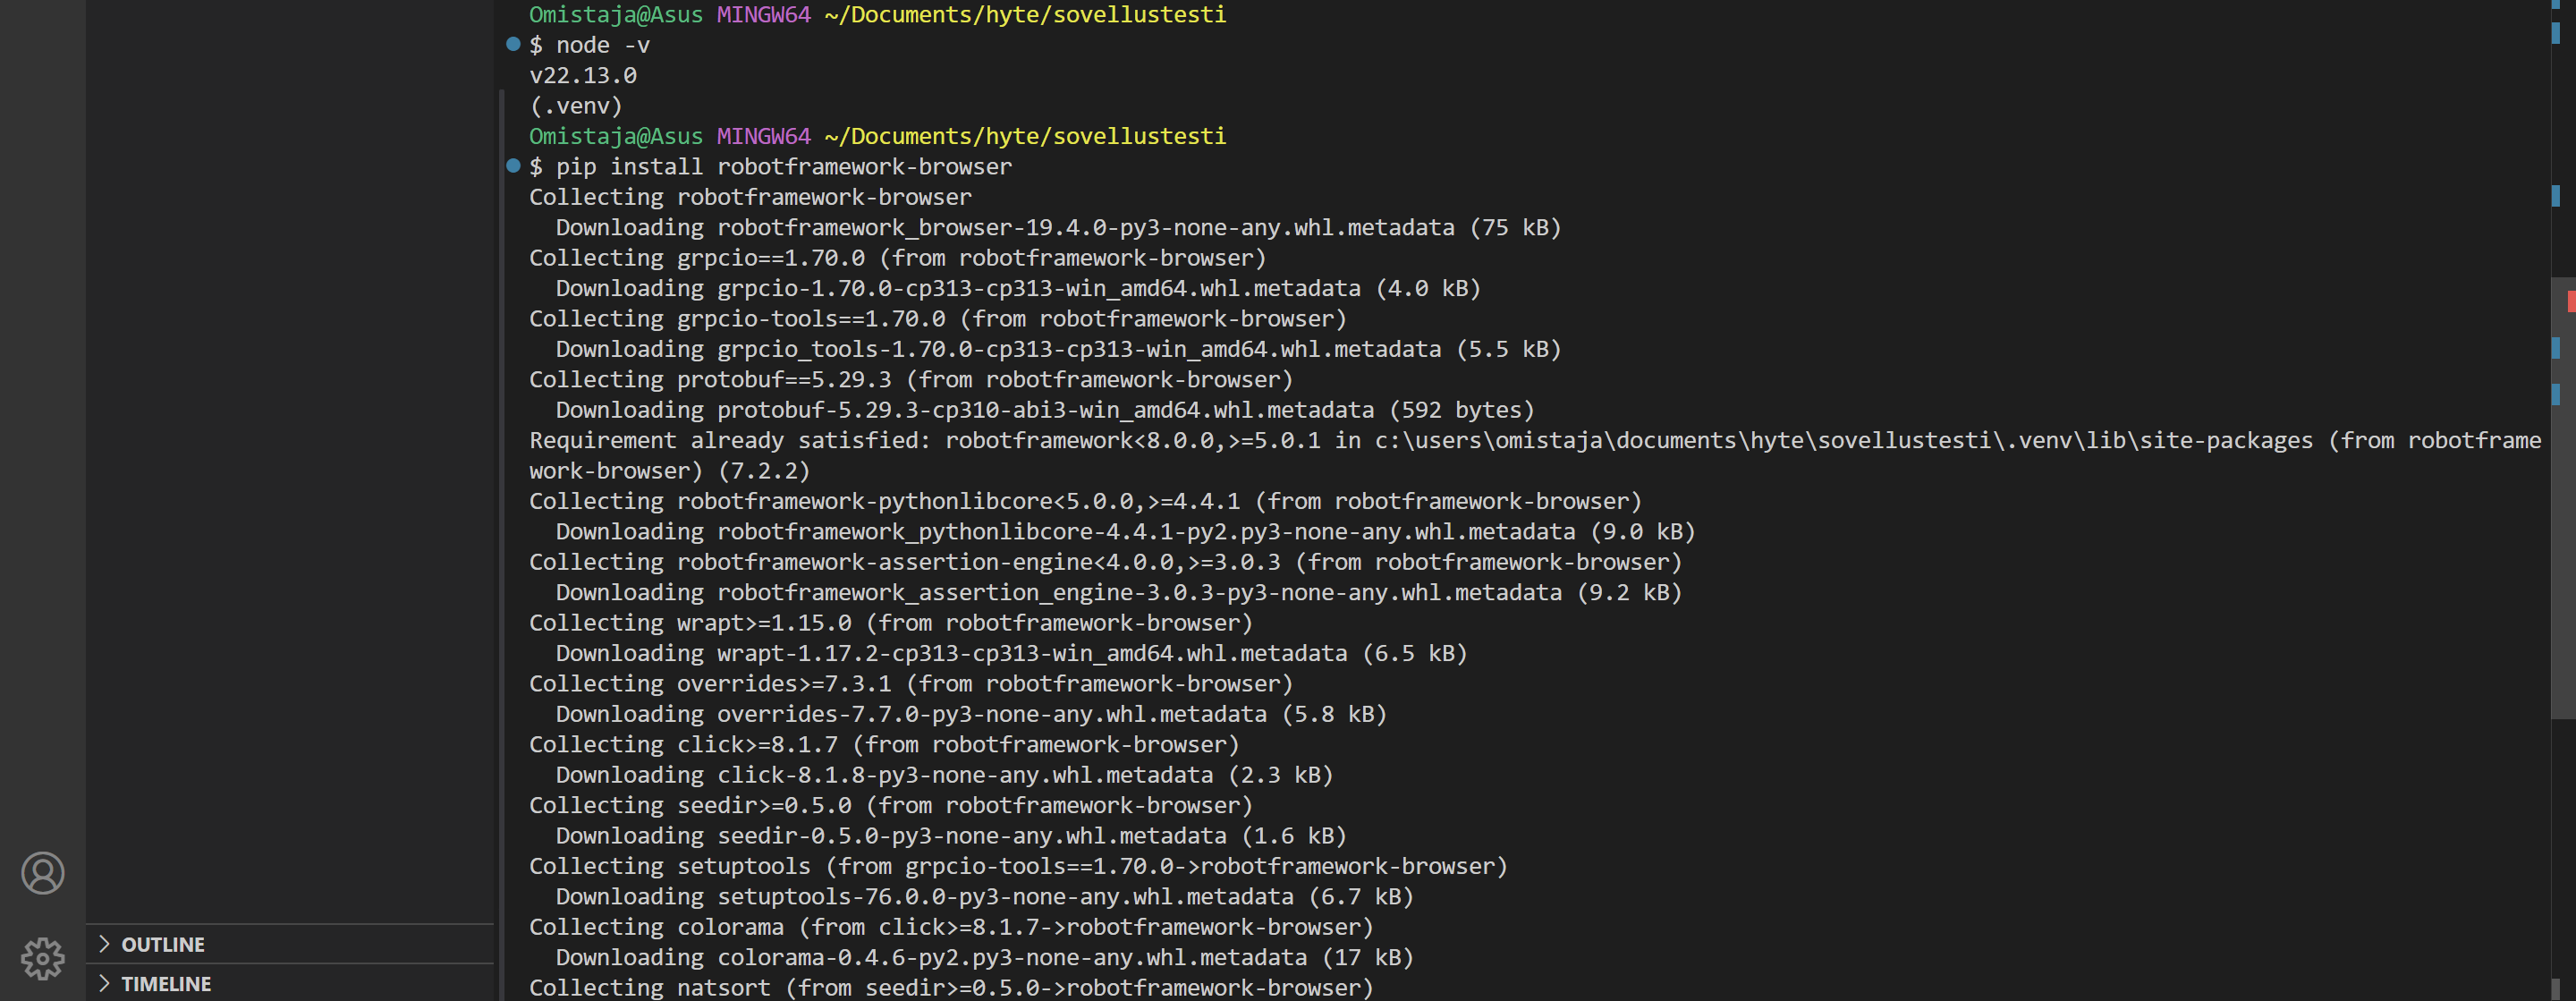 Omistaja@Asus MINGW64 ~/Documents/hyte/sovellustesti
$ node -v
v22.13.0
(.venv)
Omistaja@Asus MINGW64 ~/Documents/hyte/sovellustesti
$ pip install robotframework-browser
Collecting robotframework-browser
  Downloading robotframework_browser-19.4.0-py3-none-any.whl.metadata (75 kB)
Collecting grpcio==1.70.0 (from robotframework-browser)
  Downloading grpcio-1.70.0-cp313-cp313-win_amd64.whl.metadata (4.0 kB)
Collecting grpcio-tools==1.70.0 (from robotframework-browser)
  Downloading grpcio_tools-1.70.0-cp313-cp313-win_amd64.whl.metadata (5.5 kB)
Collecting protobuf==5.29.3 (from robotframework-browser)
  Downloading protobuf-5.29.3-cp310-abi3-win_amd64.whl.metadata (592 bytes)
Requirement already satisfied: robotframework<8.0.0,>=5.0.1 in c:\users\omistaja\documents\hyte\sovellustesti\.venv\lib\site-packages (from robotframe
work-browser) (7.2.2)
Collecting robotframework-pythonlibcore<5.0.0,>=4.4.1 (from robotframework-browser)
  Downloading robotframework_pythonlibcore-4.4.1-py2.py3-none-any.whl.metadata (9.0 kB)
Collecting robotframework-assertion-engine<4.0.0,>=3.0.3 (from robotframework-browser)
  Downloading robotframework_assertion_engine-3.0.3-py3-none-any.whl.metadata (9.2 kB)
Collecting wrapt>=1.15.0 (from robotframework-browser)
  Downloading wrapt-1.17.2-cp313-cp313-win_amd64.whl.metadata (6.5 kB)
Collecting overrides>=7.3.1 (from robotframework-browser)
  Downloading overrides-7.7.0-py3-none-any.whl.metadata (5.8 kB)
Collecting click>=8.1.7 (from robotframework-browser)
  Downloading click-8.1.8-py3-none-any.whl.metadata (2.3 kB)
Collecting seedir>=0.5.0 (from robotframework-browser)
  Downloading seedir-0.5.0-py3-none-any.whl.metadata (1.6 kB)
Collecting setuptools (from grpcio-tools==1.70.0->robotframework-browser)
  Downloading setuptools-76.0.0-py3-none-any.whl.metadata (6.7 kB)
Collecting colorama (from click>=8.1.7->robotframework-browser)
  Downloading colorama-0.4.6-py2.py3-none-any.whl.metadata (17 kB)
Collecting natsort (from seedir>=0.5.0->robotframework-browser)
OUTLINE
TIMELINE